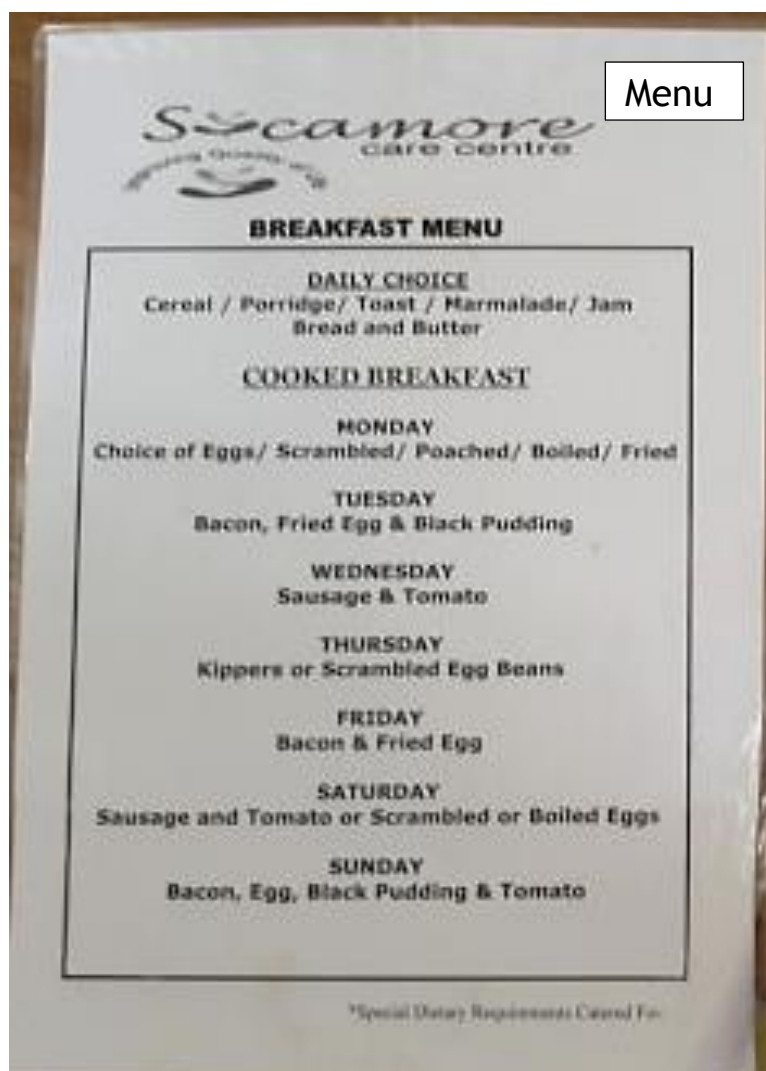 Menu
Sycamore
care centre
BREAKFAST MENU
DAILY CHOICE
Cereal / Porridge/ Toast / Marmalade/ Jam
Bread and Butter
COOKED BREAKFAST
MONDAY
Choice of Eggs/ Scrambled/ Poached/ Boiled/ Fried
TUESDAY
Bacon, Fried Egg & Black Pudding
WEDNESDAY
Sausage & Tomato
THURSDAY
Kippers or Scrambled Egg Beans
FRIDAY
Bacon & Fried Egg
SATURDAY
Sausage and Tomato or Scrambled or Boiled Eggs
SUNDAY
Bacon, Egg, Black Pudding & Tomato
*Special Dietary Requirements Catered For